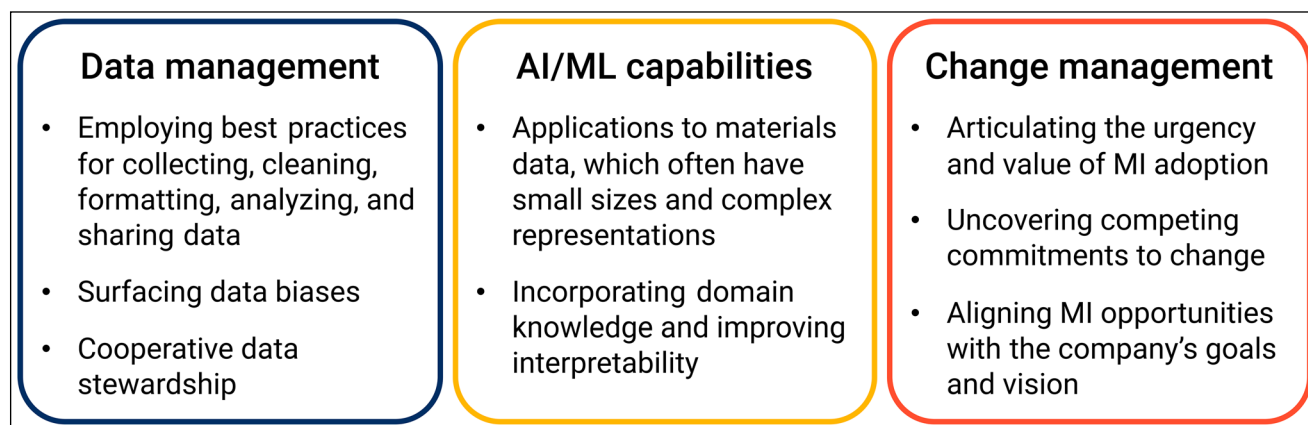 Data management
• Employing best practices
for collecting, cleaning,
formatting, analyzing, and
sharing data
• Surfacing data biases
• Cooperative data
stewardship
AI/ML capabilities
• Applications to materials
data, which often have
small sizes and complex
representations
• Incorporating domain
knowledge and improving
interpretability
Change management
• Articulating the urgency
and value of MI adoption
• Uncovering competing
commitments to change
• Aligning MI opportunities
with the company’s goals
and vision